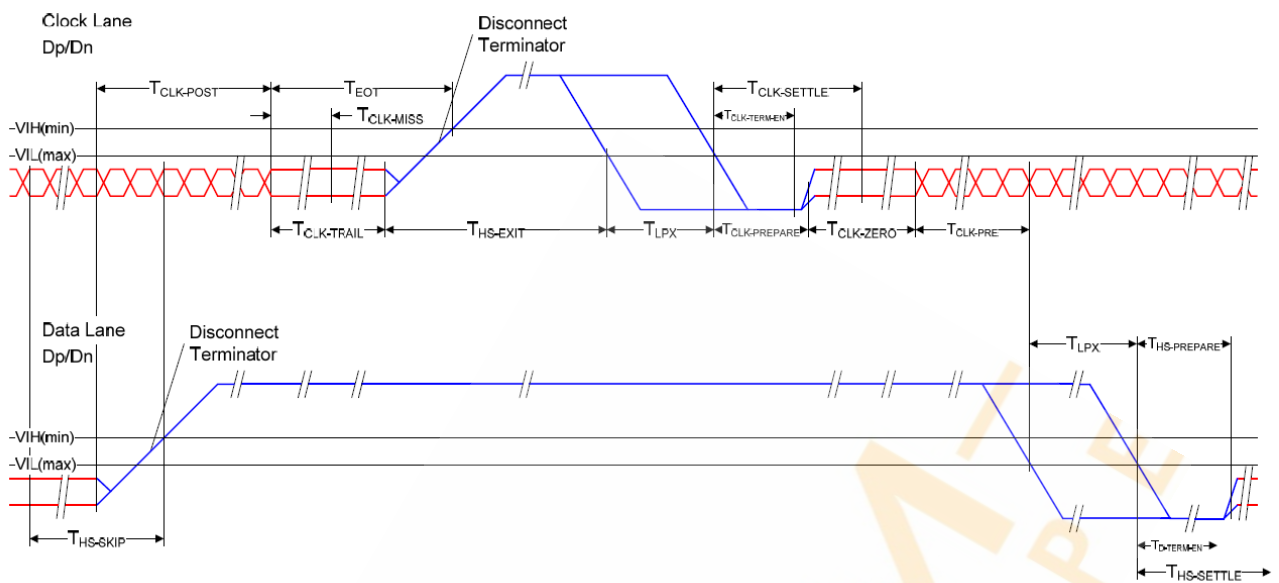 Clock Lane
Dp/Dn
Disconnect
Terminator
TCLK-POST
TEOT
TCLK-MISS
TCLK-SETTLE
TCLK-TERM-EN
VIH(min)
VIL(max)
TCLK-TRAIL
THS-EXIT
TLPX
TCLK-PREPARE
TCLK-ZERO
TCLK-PRE
Data Lane
Dp/Dn
Disconnect
Terminator
TLPX
THS-PREPARE
VIH(min)
VIL(max)
THS-SKIP
TD-TERM-EN
THS-SETTLE